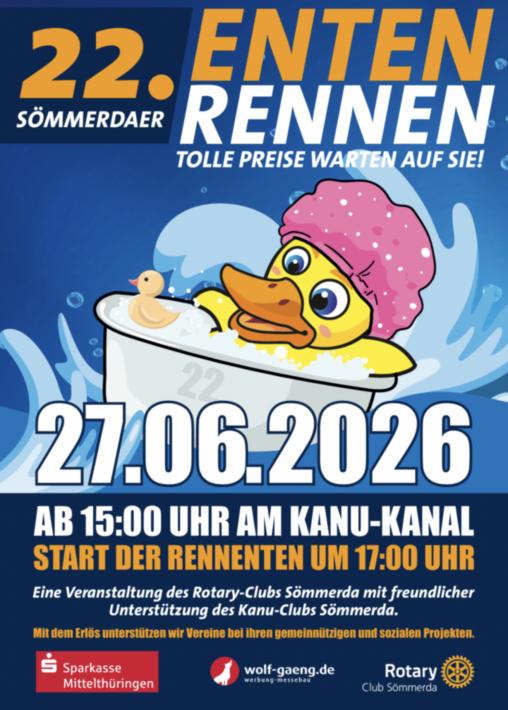 22. ENTEN
SÖMMERDAER RENNEN
TOLLE PREISE WARTEN AUF SIE!
22
27.06.2026
AB 15:00 UHR AM KANU-KANAL
START DER RENNENTEN UM 17:00 UHR
Eine Veranstaltung des Rotary-Clubs Sömmerda mit freundlicher
Unterstützung des Kanu-Clubs Sömmerda.
Mit dem Erlös unterstützen wir Vereine bei ihren gemeinnützigen und sozialen Projekten.
Sparkasse
Mittelthüringen
wolf-gaeng.de
werbung-messebau
Rotary
Club Sömmerda